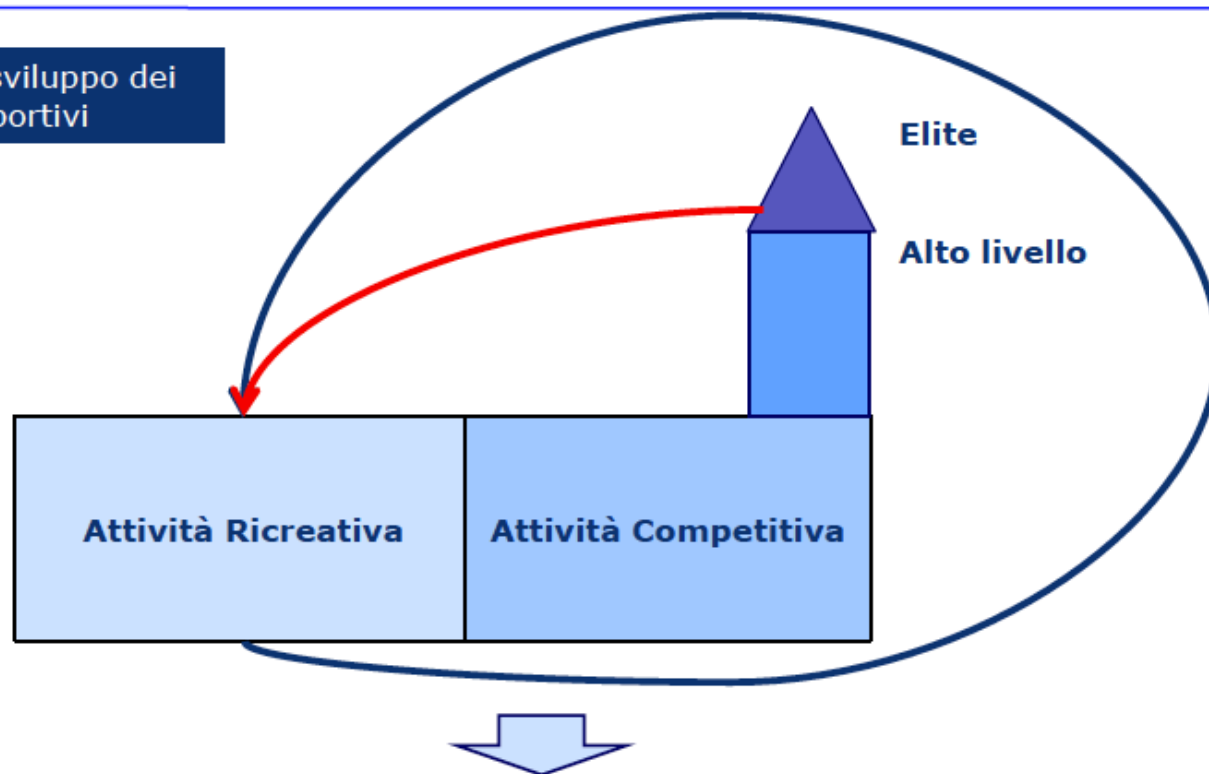 sviluppo dei
portivi
Elite
Alto livello
Attività Ricreativa
Attività Competitiva